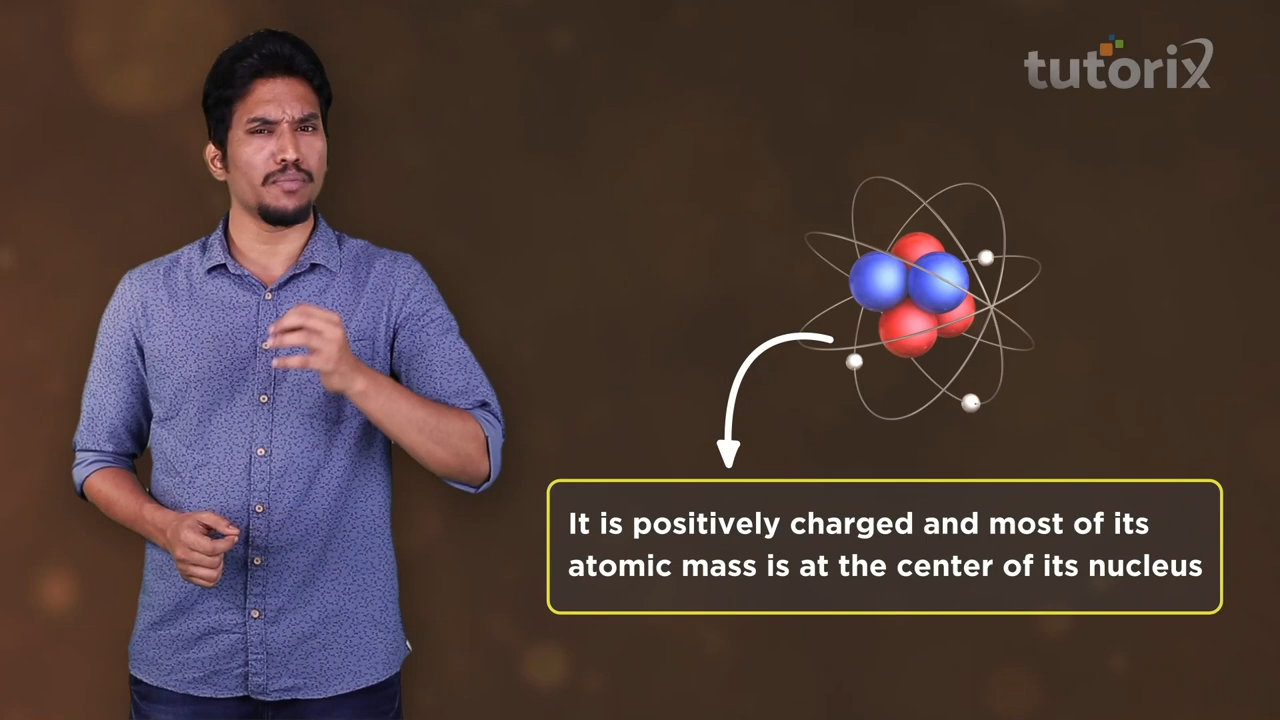 tutorix
It is positively charged and most of its
atomic mass is at the center of its nucleus